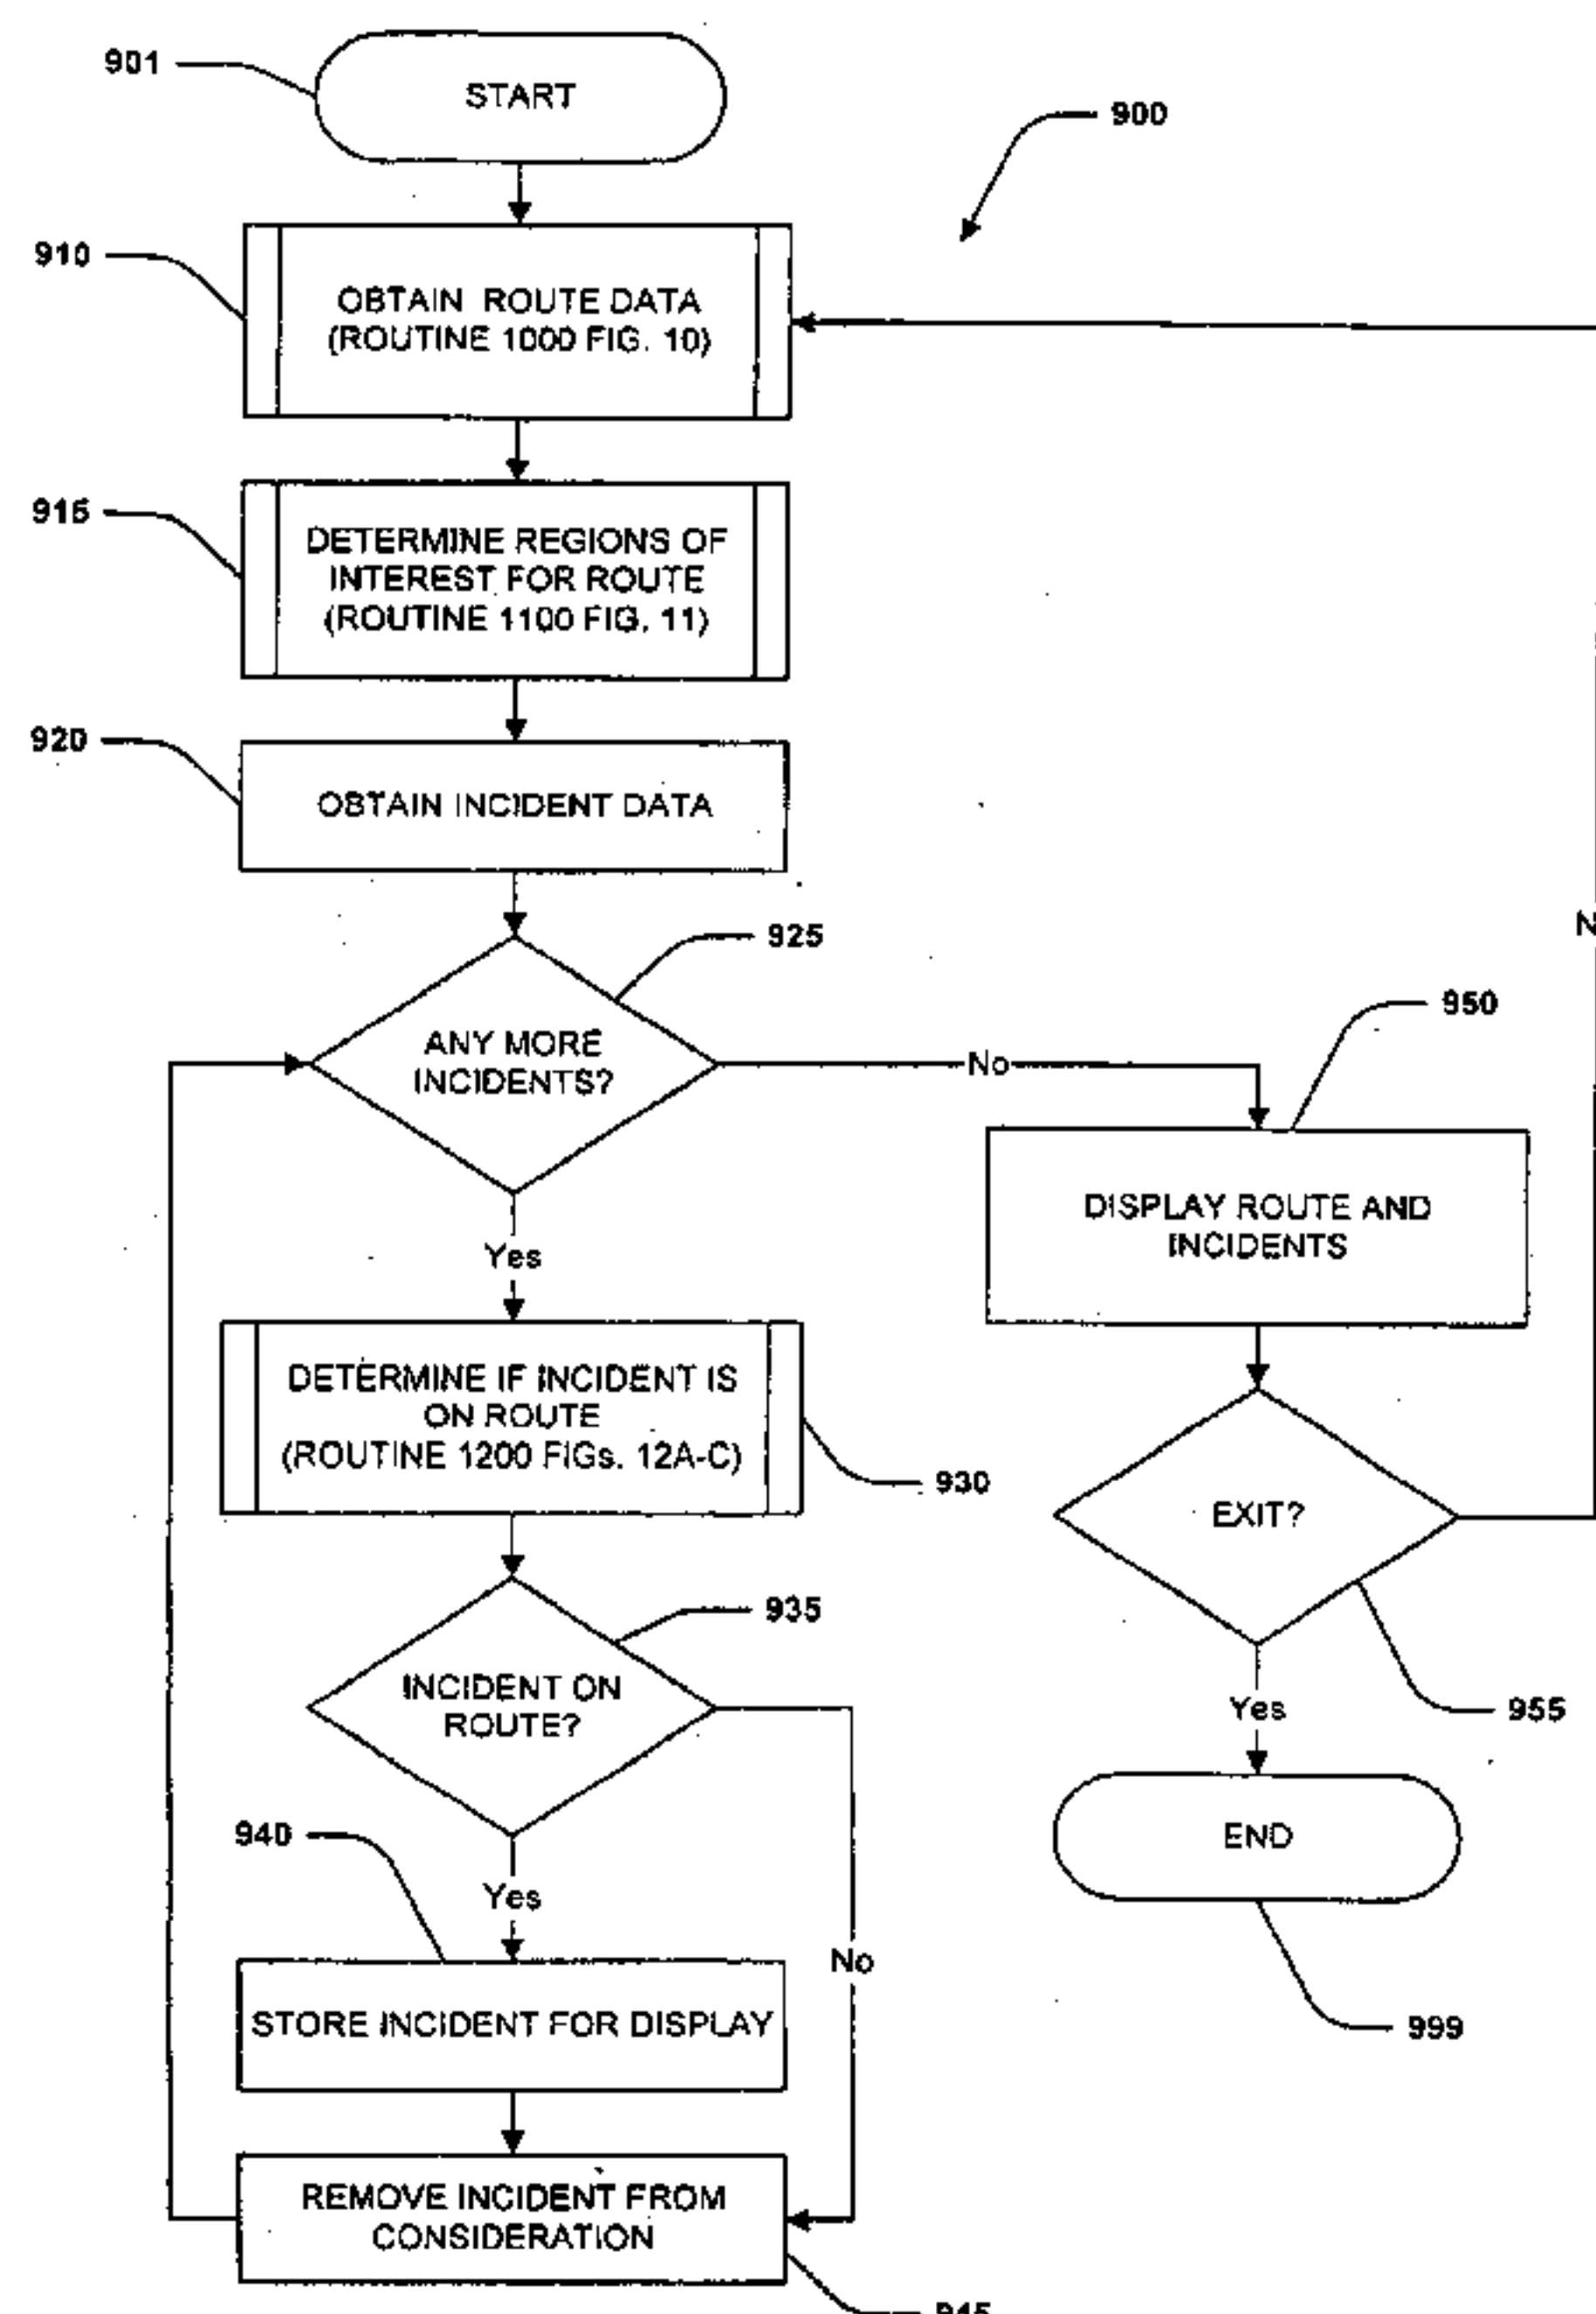 901
START
900
910
OBTAIN ROUTE DATA
(ROUTINE 1000 FIG. 10)
915
DETERMINE REGIONS OF
INTEREST FOR ROUTE
(ROUTINE 1100 FIG. 11)
920
OBTAIN INCIDENT DATA
925
ANY MORE
INCIDENTS?
No
950
DISPLAY ROUTE AND
INCIDENTS
Yes
DETERMINE IF INCIDENT IS
ON ROUTE
(ROUTINE 1200 FIGs. 12A-C)
930
EXIT?
955
Yes
END
999
935
INCIDENT ON
ROUTE?
940
Yes
No
STORE INCIDENT FOR DISPLAY
REMOVE INCIDENT FROM
CONSIDERATION